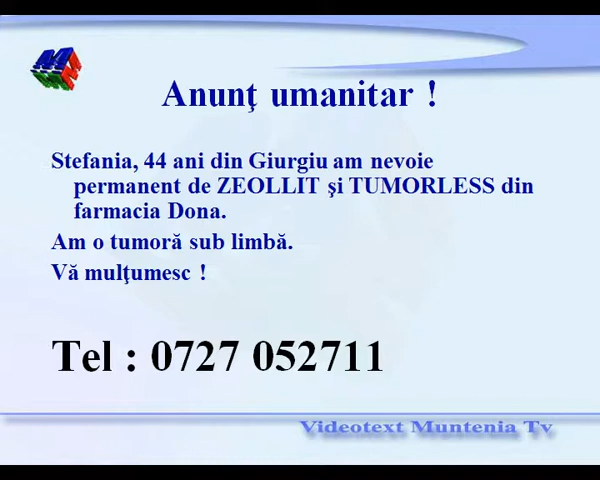 Anunţ umanitar !
Stefania, 44 ani din Giurgiu am nevoie
permanent de ZEOLLIT şi TUMORLESS din
farmacia Dona.
Am o tumoră sub limbă.
Vă mulţumesc !
Tel : 0727 052711
Videotext Muntenia Tv